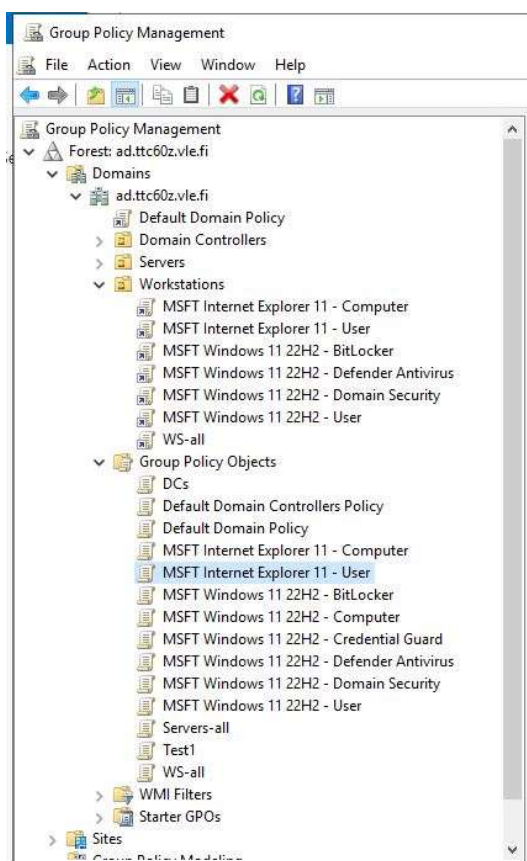 Group Policy Management
File Action View Window Help
Group Policy Management
Forest: ad.ttc60z.vle.fi
Domains
ad.ttc60z.vle.fi
Default Domain Policy
Domain Controllers
Servers
Workstations
MSFT Internet Explorer 11 - Computer
MSFT Internet Explorer 11 - User
MSFT Windows 11 22H2 - BitLocker
MSFT Windows 11 22H2 - Defender Antivirus
MSFT Windows 11 22H2 - Domain Security
MSFT Windows 11 22H2 - User
WS-all
Group Policy Objects
DCs
Default Domain Controllers Policy
Default Domain Policy
MSFT Internet Explorer 11 - Computer
MSFT Internet Explorer 11 - User
MSFT Windows 11 22H2 - BitLocker
MSFT Windows 11 22H2 - Computer
MSFT Windows 11 22H2 - Credential Guard
MSFT Windows 11 22H2 - Defender Antivirus
MSFT Windows 11 22H2 - Domain Security
MSFT Windows 11 22H2 - User
Servers-all
Test1
WS-all
WMI Filters
Starter GPOs
Sites
Group Policy Modeling